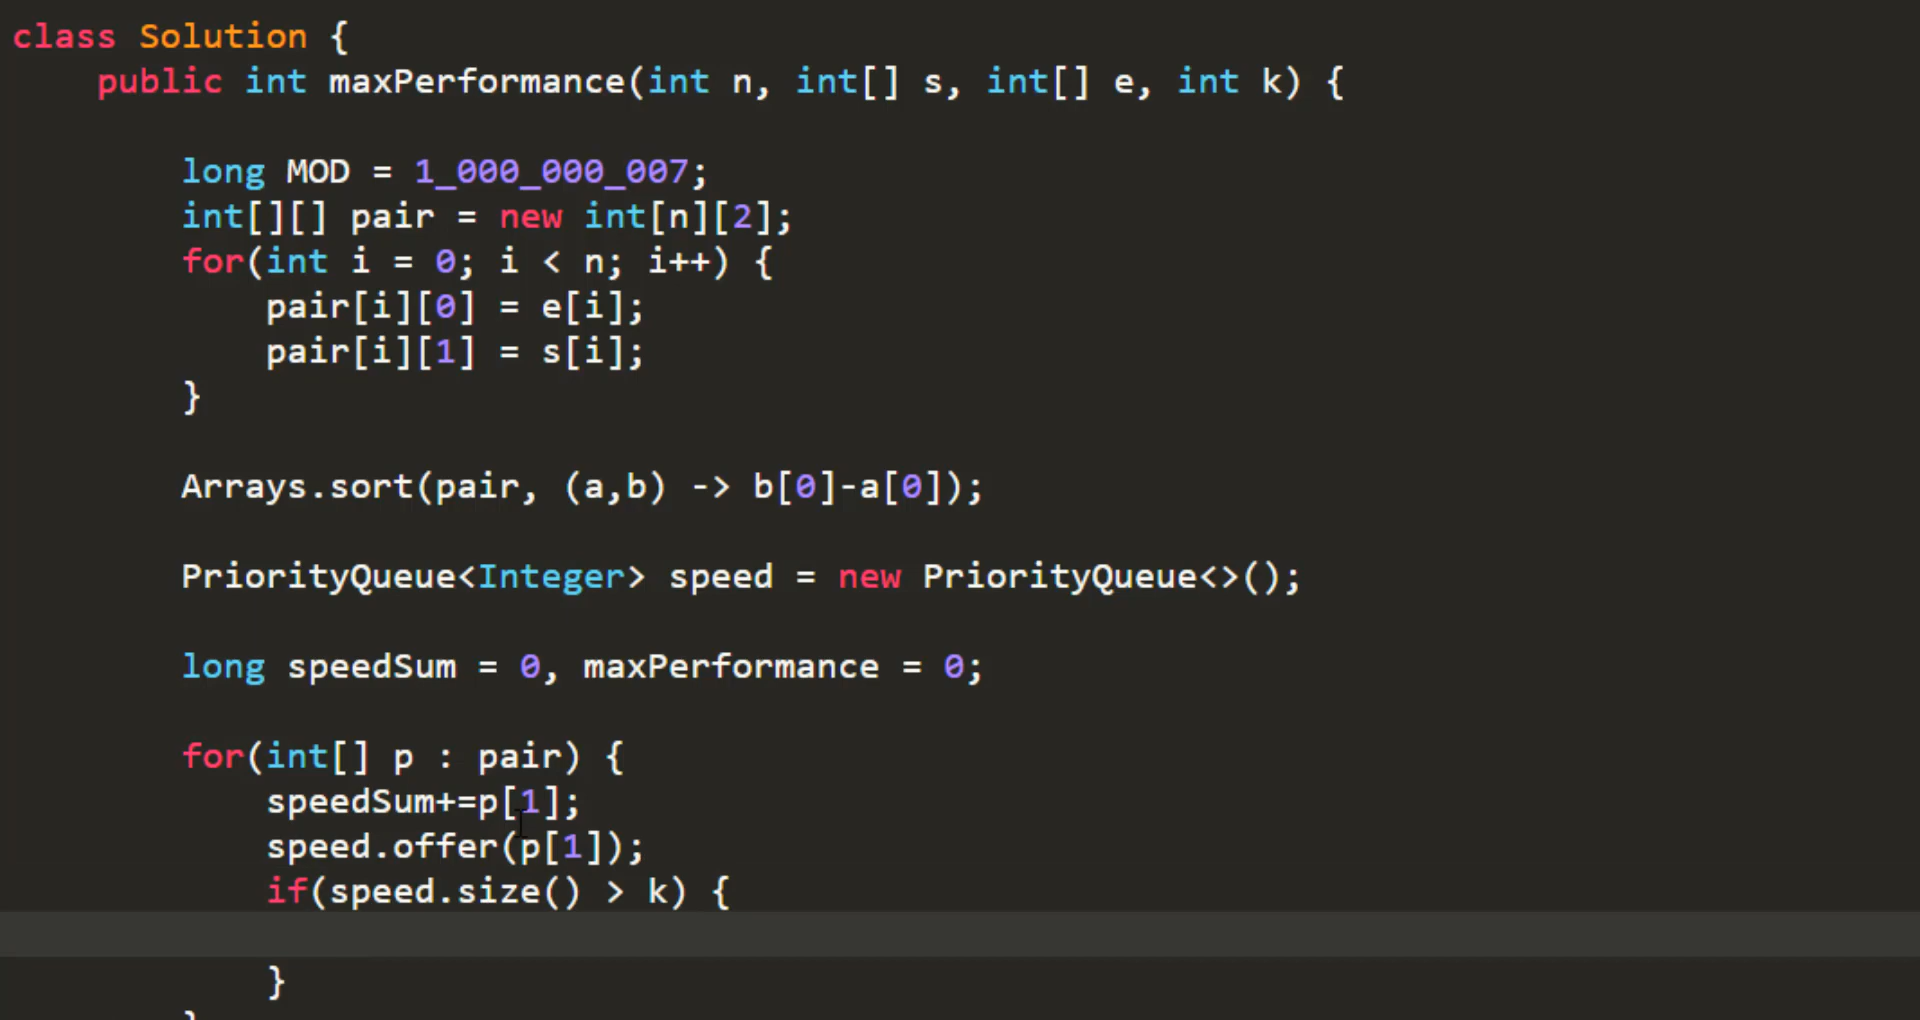 class Solution {
    public int maxPerformance(int n, int[] s, int[] e, int k) {
        long MOD = 1_000_000_007;
        int[][] pair = new int[n][2];
        for(int i = 0; i < n; i++) {
            pair[i][0] = e[i];
            pair[i][1] = s[i];
        }
        Arrays.sort(pair, (a,b) -> b[0]-a[0]);
        PriorityQueue<Integer> speed = new PriorityQueue<>();
        long speedSum = 0, maxPerformance = 0;
        for(int[] p : pair) {
            speedSum+=p[1];
            speed.offer(p[1]);
            if(speed.size() > k) {
            }
        }